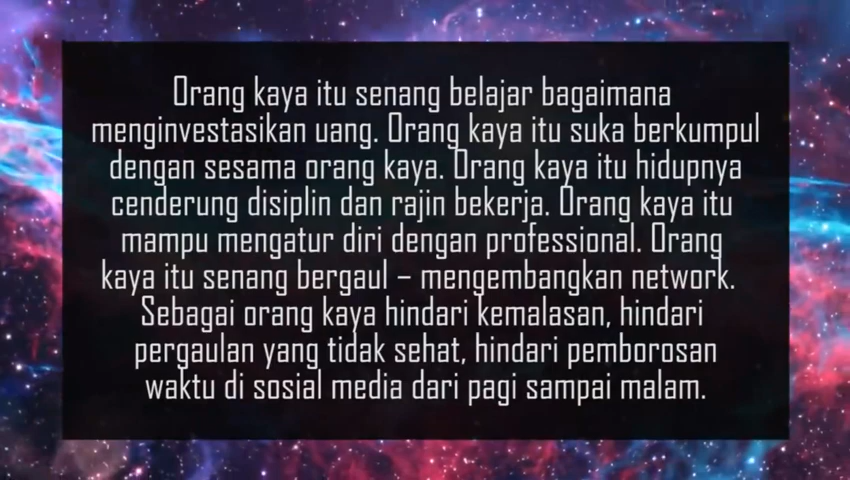 Orang kaya itu senang belajar bagaimana
menginvestasikan uang. Orang kaya itu suka berkumpul
dengan sesama orang kaya. Orang kaya itu hidupnya
cenderung disiplin dan rajin bekerja. Orang kaya itu
mampu mengatur diri dengan professional. Orang
kaya itu senang bergaul – mengembangkan network.
Sebagai orang kaya hindari kemalasan, hindari
pergaulan yang tidak sehat, hindari pemborosan
waktu di sosial media dari pagi sampai malam.